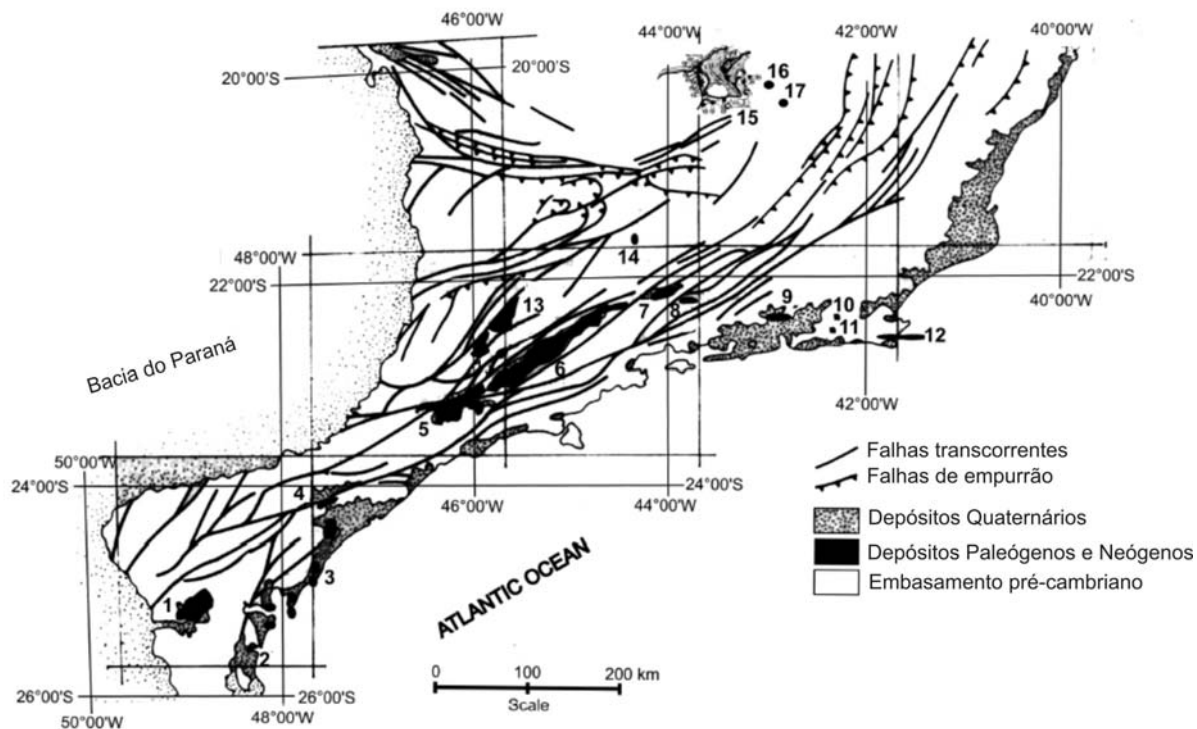 46°00'W
44°00'W
42°00'W
40°00'W
20°00'S
20°00'S
16
17
15
14
48°00'W
22°00'S
22°00'S
40°00'W
13
7
8
9
10
11
12
6
5
Bacia do Paraná
42°00'W
50°00'W
24°00'S
4
46°00'W
44°00'W
24°00'S
3
1
2
ATLANTIC OCEAN
26°00'S
26°00'S
50°00'W
48°00'W
0 100 200 km
Scale
Falhas transcorrentes
Falhas de empurrão
Depósitos Quaternários
Depósitos Paleógenos e Neógenos
Embasamento pré-cambriano